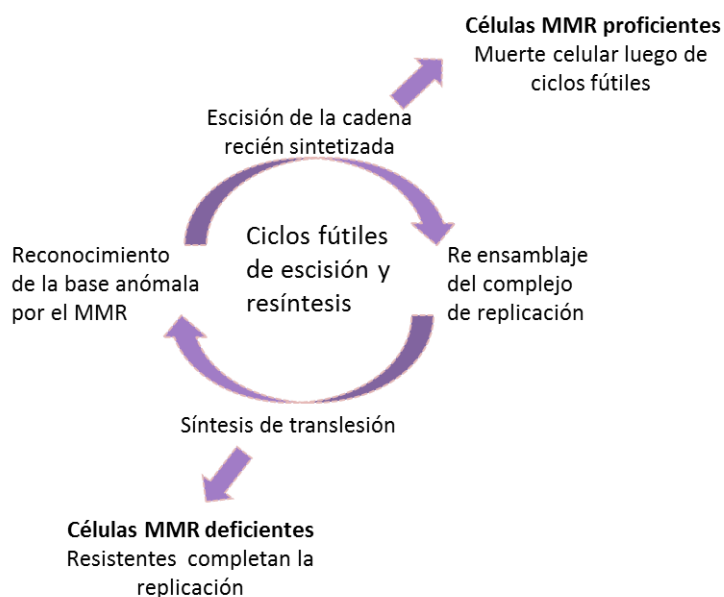 Células MMR proficientes
Muerte celular luego de
ciclos fútiles
Escisión de la cadena
recién sintetizada
Ciclos fútiles
de escisión y
resíntesis
Reconocimiento
de la base anómala
por el MMR
Re ensamblaje
del complejo
de replicación
Síntesis de translesión
Células MMR deficientes
Resistentes completan la
replicación